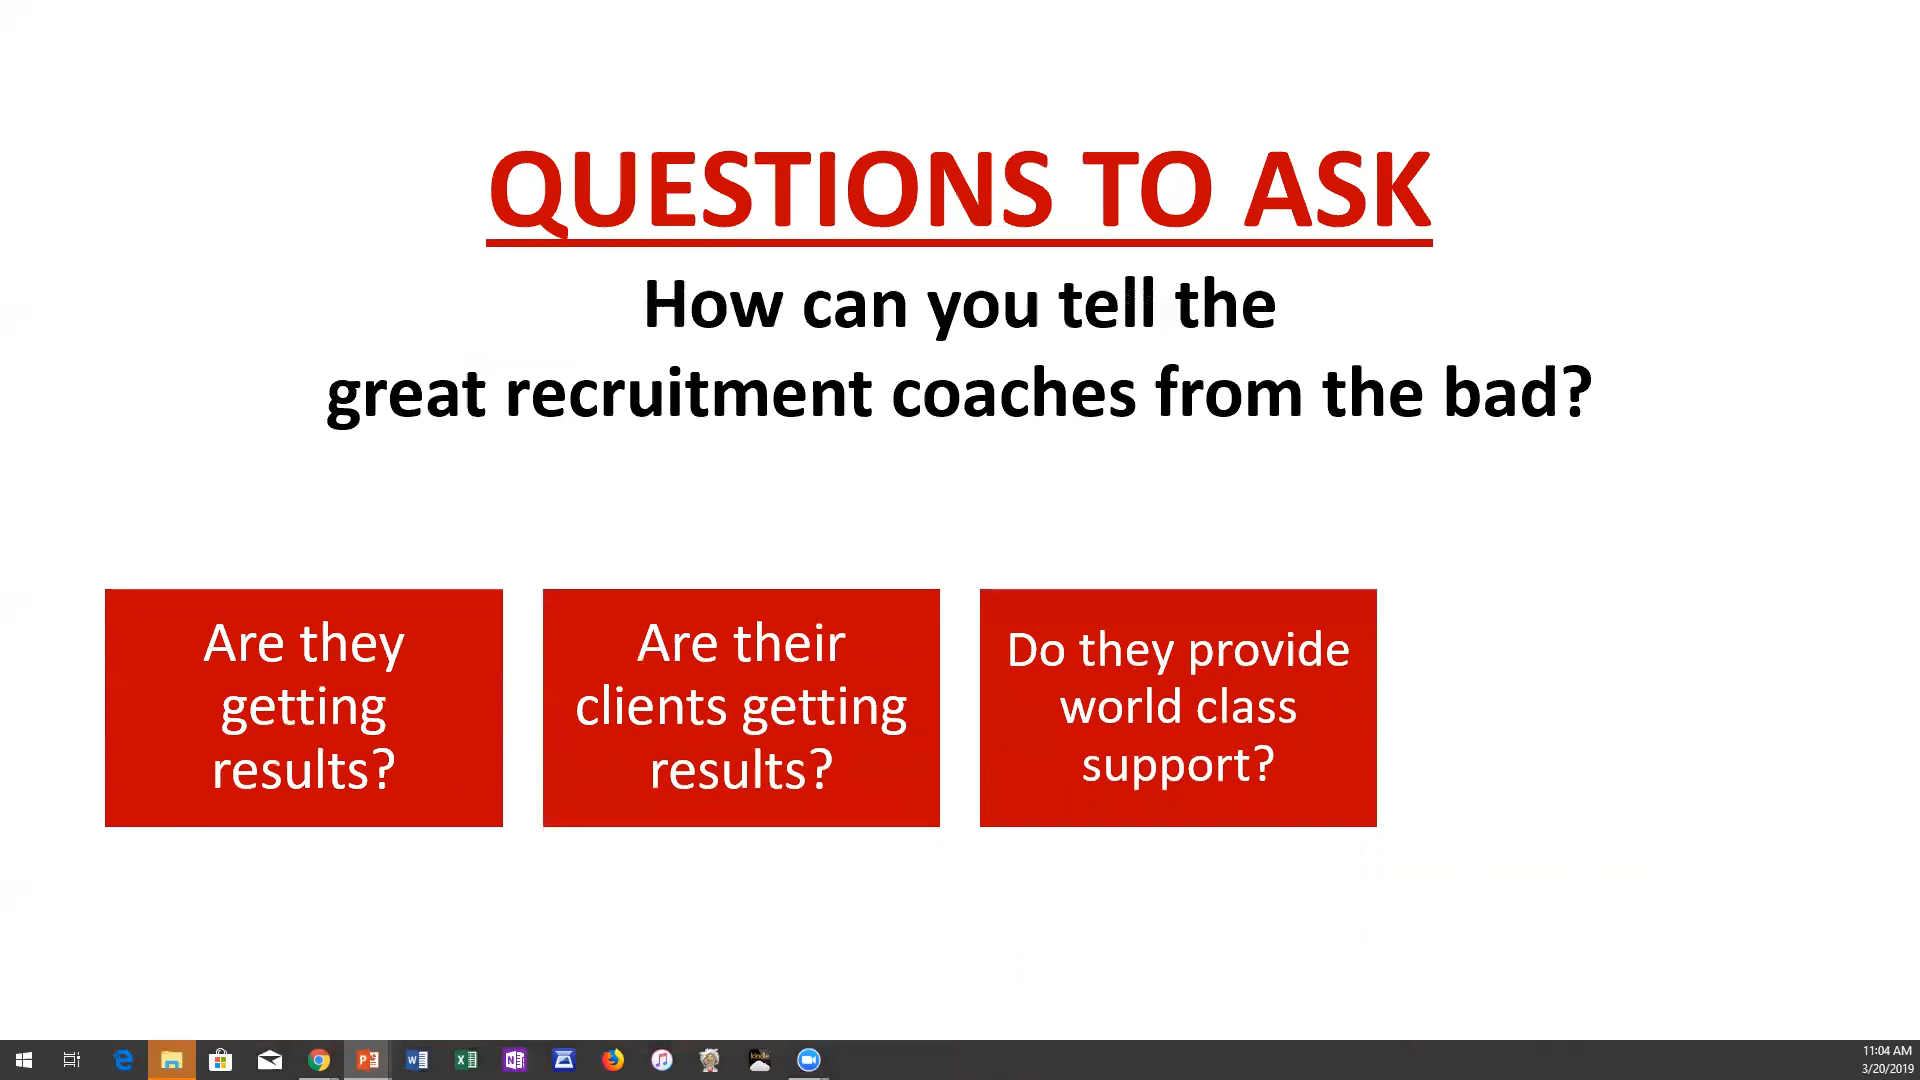 QUESTIONS TO ASK
How can you tell the
great recruitment coaches from the bad?
Are they
getting
results?
Are their
clients getting
results?
Do they provide
world class
support?
kindle
11:04 AM
3/20/2019